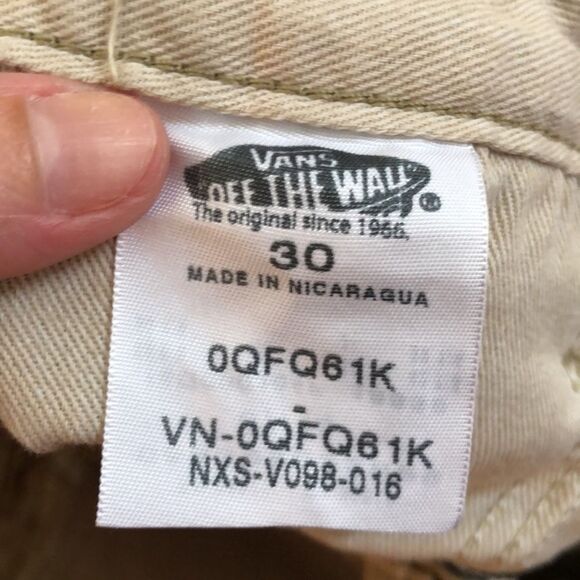 VANS
"OFF THE WALL"
®
The original since 1966.
30
MADE IN NICARAGUA
0QFQ61K
-
VN-0QFQ61K
NXS-V098-016